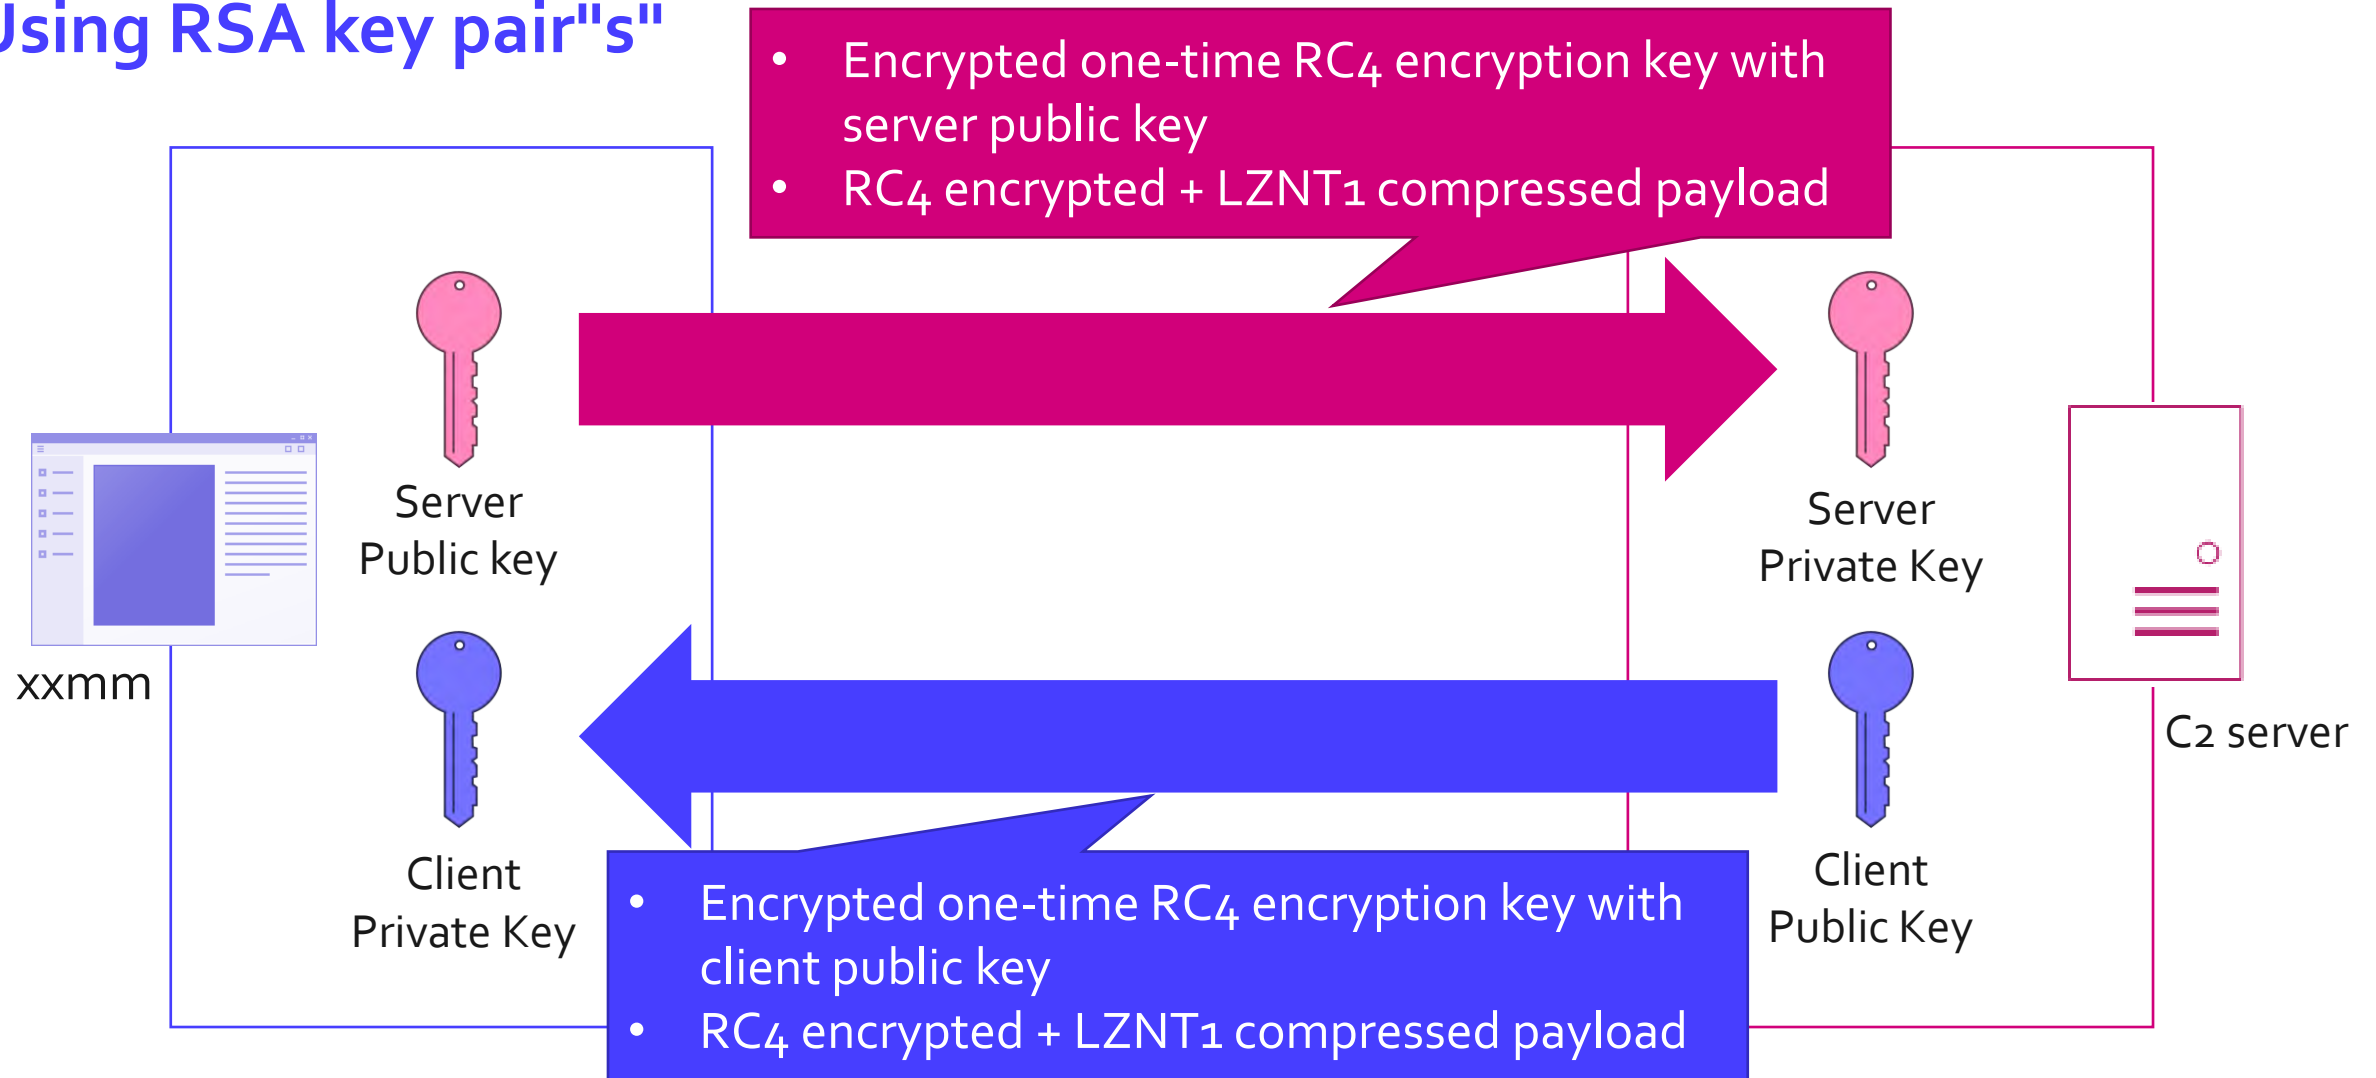 Using RSA key pair"s"
• Encrypted one-time RC4 encryption key with
server public key
• RC4 encrypted + LZNT1 compressed payload
Server
Public key
Server
Private Key
xxmm
C2 server
Client
Private Key
Client
Public Key
• Encrypted one-time RC4 encryption key with
client public key
• RC4 encrypted + LZNT1 compressed payload